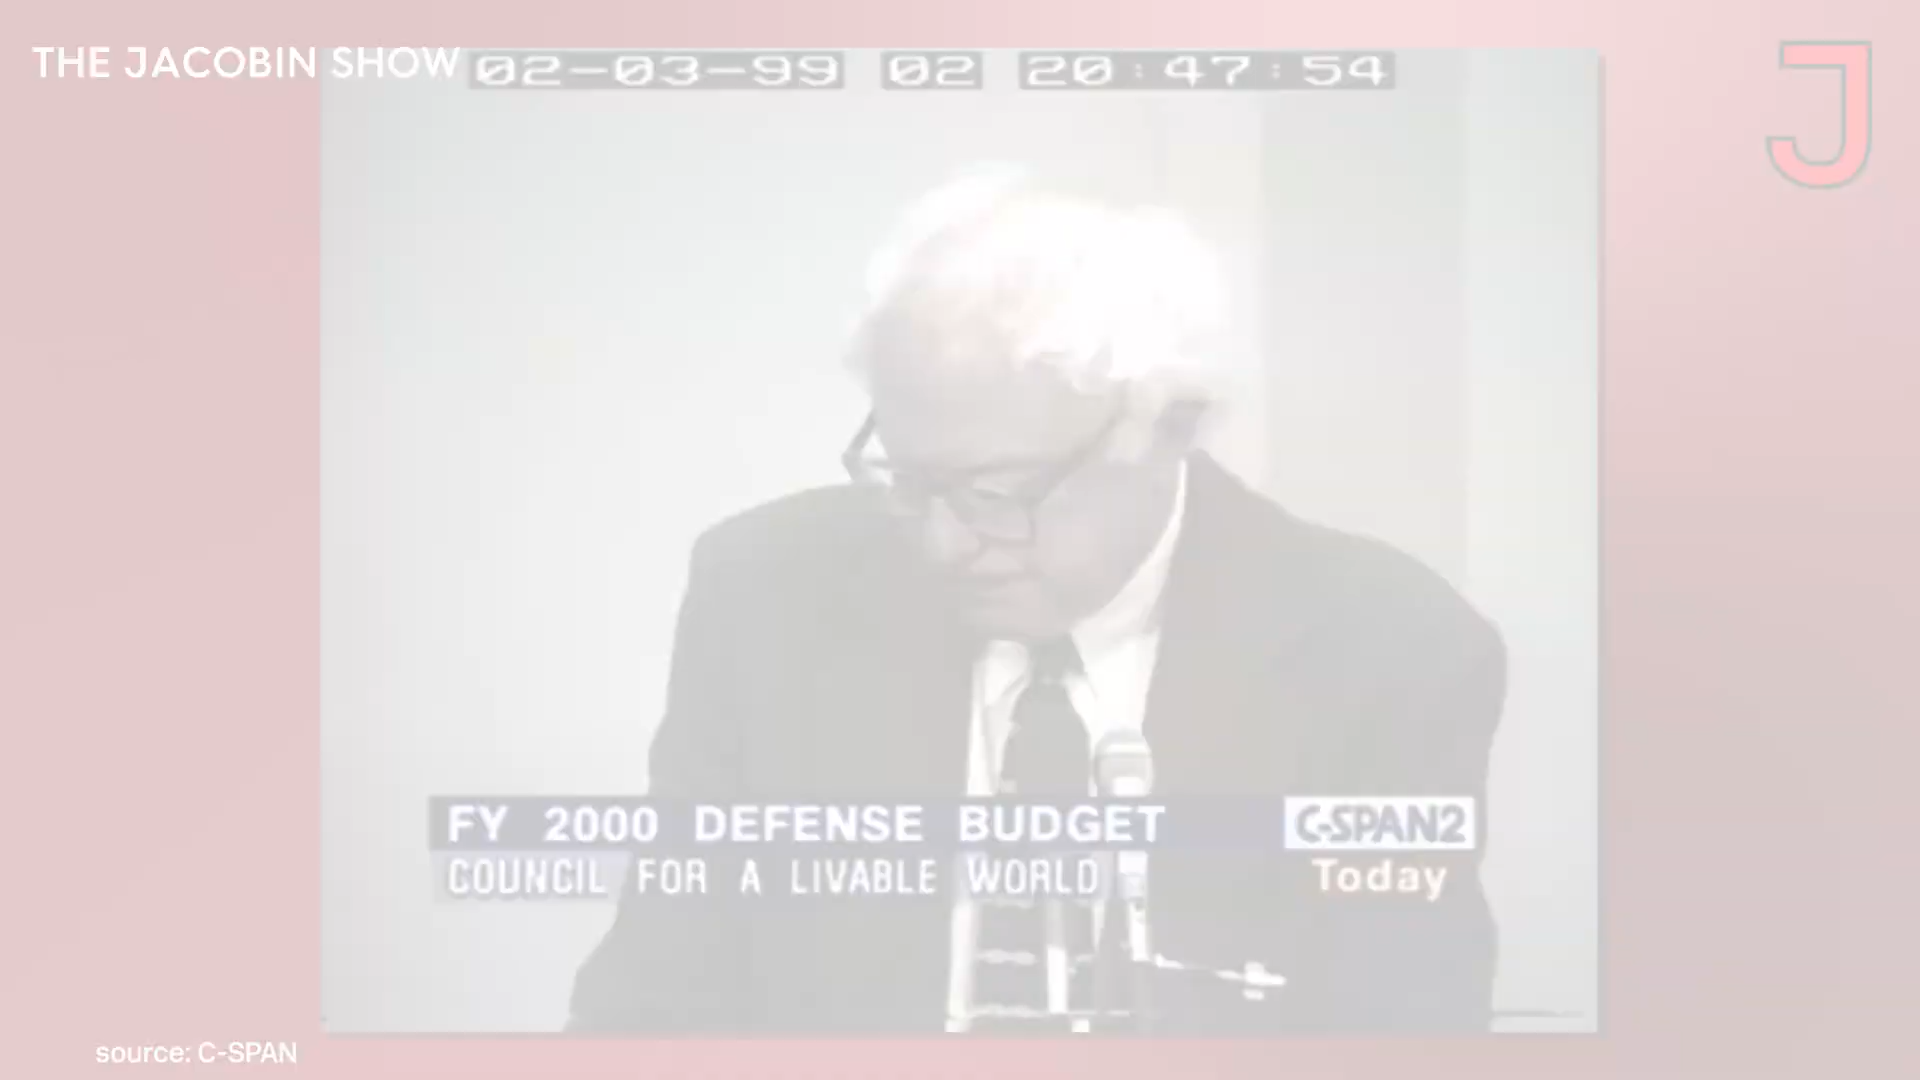 THE JACOBIN SHOW
J
02-03-99 02 20:47:54
FY 2000 DEFENSE BUDGET
C-SPAN2
COUNCIL FOR A LIVABLE WORLD
Today
source: C-SPAN